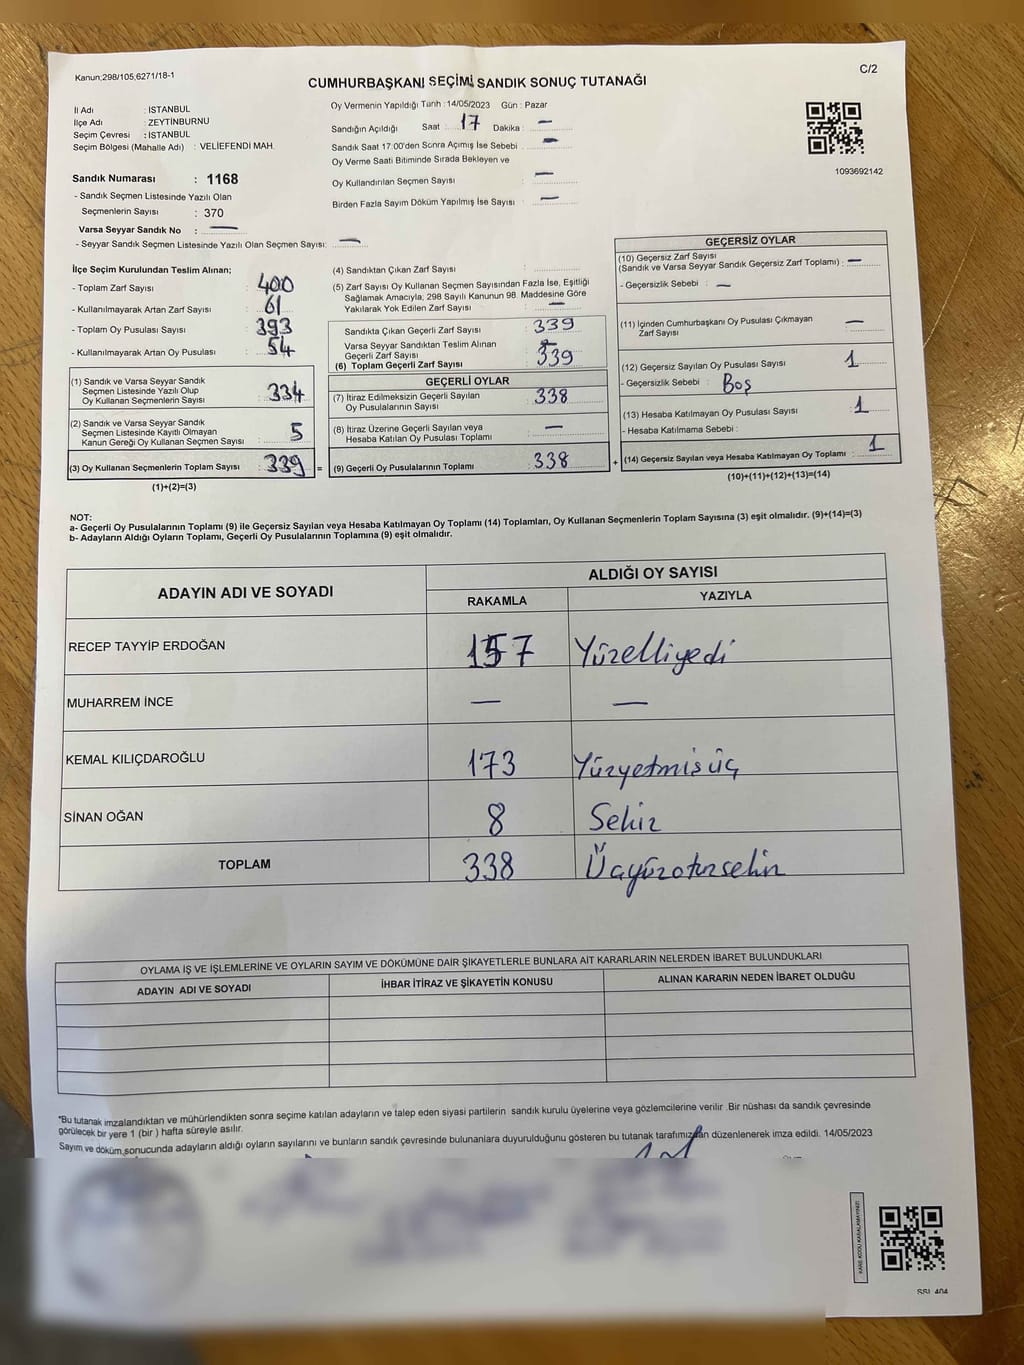 Kanun;298/105,6271/18-1
C/2
CUMHURBAŞKANI SEÇİMİ SANDIK SONUÇ TUTANAĞI
İl Adı : İSTANBUL
İlçe Adı : ZEYTİNBURNU
Seçim Çevresi : İSTANBUL
Seçim Bölgesi (Mahalle Adı) : VELİEFENDİ MAH.
Sandık Numarası : 1168
- Sandık Seçmen Listesinde Yazılı Olan
Seçmenlerin Sayısı : 370
Varsa Seyyar Sandık No : —
- Seyyar Sandık Seçmen Listesinde Yazılı Olan Seçmen Sayısı: —
Oy Vermenin Yapıldığı Tarih : 14/05/2023 Gün : Pazar
Sandığın Açıldığı Saat : 17 Dakika : —
Sandık Saat 17:00'den Sonra Açılmış İse Sebebi : —
Oy Verme Saati Bitiminde Sırada Bekleyen ve
Oy Kullandırılan Seçmen Sayısı : —
Birden Fazla Sayım Döküm Yapılmış İse Sayısı : —
1093692142
İlçe Seçim Kurulundan Teslim Alınan;
- Toplam Zarf Sayısı : 400
- Kullanılmayarak Artan Zarf Sayısı : 61
- Toplam Oy Pusulası Sayısı : 393
- Kullanılmayarak Artan Oy Pusulası : 54
(1) Sandık ve Varsa Seyyar Sandık
Seçmen Listesinde Yazılı Olup
Oy Kullanan Seçmenlerin Sayısı : 334
(2) Sandık ve Varsa Seyyar Sandık
Seçmen Listesinde Kayıtlı Olmayan
Kanun Gereği Oy Kullanan Seçmen Sayısı : 5
(3) Oy Kullanan Seçmenlerin Toplam Sayısı : 339 =
(1)+(2)=(3)
(4) Sandıktan Çıkan Zarf Sayısı :
(5) Zarf Sayısı Oy Kullanan Seçmen Sayısından Fazla İse, Eşitliği
Sağlamak Amacıyla, 298 Sayılı Kanunun 98. Maddesine Göre
Yakılarak Yok Edilen Zarf Sayısı : —
Sandıkta Çıkan Geçerli Zarf Sayısı : 339
Varsa Seyyar Sandıktan Teslim Alınan
Geçerli Zarf Sayısı : —
(6) Toplam Geçerli Zarf Sayısı : 339
GEÇERLİ OYLAR
(7) İtiraz Edilmeksizin Geçerli Sayılan
Oy Pusulalarının Sayısı : 338
(8) İtiraz Üzerine Geçerli Sayılan veya
Hesaba Katılan Oy Pusulası Toplamı : —
(9) Geçerli Oy Pusulalarının Toplamı : 338 +
GEÇERSİZ OYLAR
(10) Geçersiz Zarf Sayısı
(Sandık ve Varsa Seyyar Sandık Geçersiz Zarf Toplamı) : —
- Geçersizlik Sebebi : —
(11) İçinden Cumhurbaşkanı Oy Pusulası Çıkmayan
Zarf Sayısı : —
(12) Geçersiz Sayılan Oy Pusulası Sayısı : 1
- Geçersizlik Sebebi : Boş
(13) Hesaba Katılmayan Oy Pusulası Sayısı : 1
- Hesaba Katılmama Sebebi :
(14) Geçersiz Sayılan veya Hesaba Katılmayan Oy Toplamı : 1
(10)+(11)+(12)+(13)=(14)
NOT:
a- Geçerli Oy Pusulalarının Toplamı (9) ile Geçersiz Sayılan veya Hesaba Katılmayan Oy Toplamı (14) Toplamları, Oy Kullanan Seçmenlerin Toplam Sayısına (3) eşit olmalıdır. (9)+(14)=(3)
b- Adayların Aldığı Oyların Toplamı, Geçerli Oy Pusulalarının Toplamına (9) eşit olmalıdır.
ADAYIN ADI VE SOYADI
ALDIĞI OY SAYISI
RAKAMLA YAZIYLA
RECEP TAYYİP ERDOĞAN 157 Yüzelliyedi
MUHARREM İNCE — —
KEMAL KILIÇDAROĞLU 173 Yüzyetmisüç
SİNAN OĞAN 8 Sekiz
TOPLAM 338 Üçyüzotuzsekiz
OYLAMA İŞ VE İŞLEMLERİNE VE OYLARIN SAYIM VE DÖKÜMÜNE DAİR ŞİKAYETLERLE BUNLARA AİT KARARLARIN NELERDEN İBARET BULUNDUKLARI
ADAYIN ADI VE SOYADI İHBAR İTİRAZ VE ŞİKAYETİN KONUSU ALINAN KARARIN NEDEN İBARET OLDUĞU
*Bu tutanak imzalandıktan ve mühürlendikten sonra seçime katılan adayların ve talep eden siyasi partilerin sandık kurulu üyelerine veya gözlemcilerine verilir .Bir nüshası da sandık çevresinde
görülecek bir yere 1 (bir ) hafta süreyle asılır.
Sayım ve döküm sonucunda adayların aldığı oyların sayılarını ve bunların sandık çevresinde bulunanlara duyurulduğunu gösteren bu tutanak tarafımızdan düzenlenerek imza edildi. 14/05/2023
KARE KODU KARALAMAYINIZ!